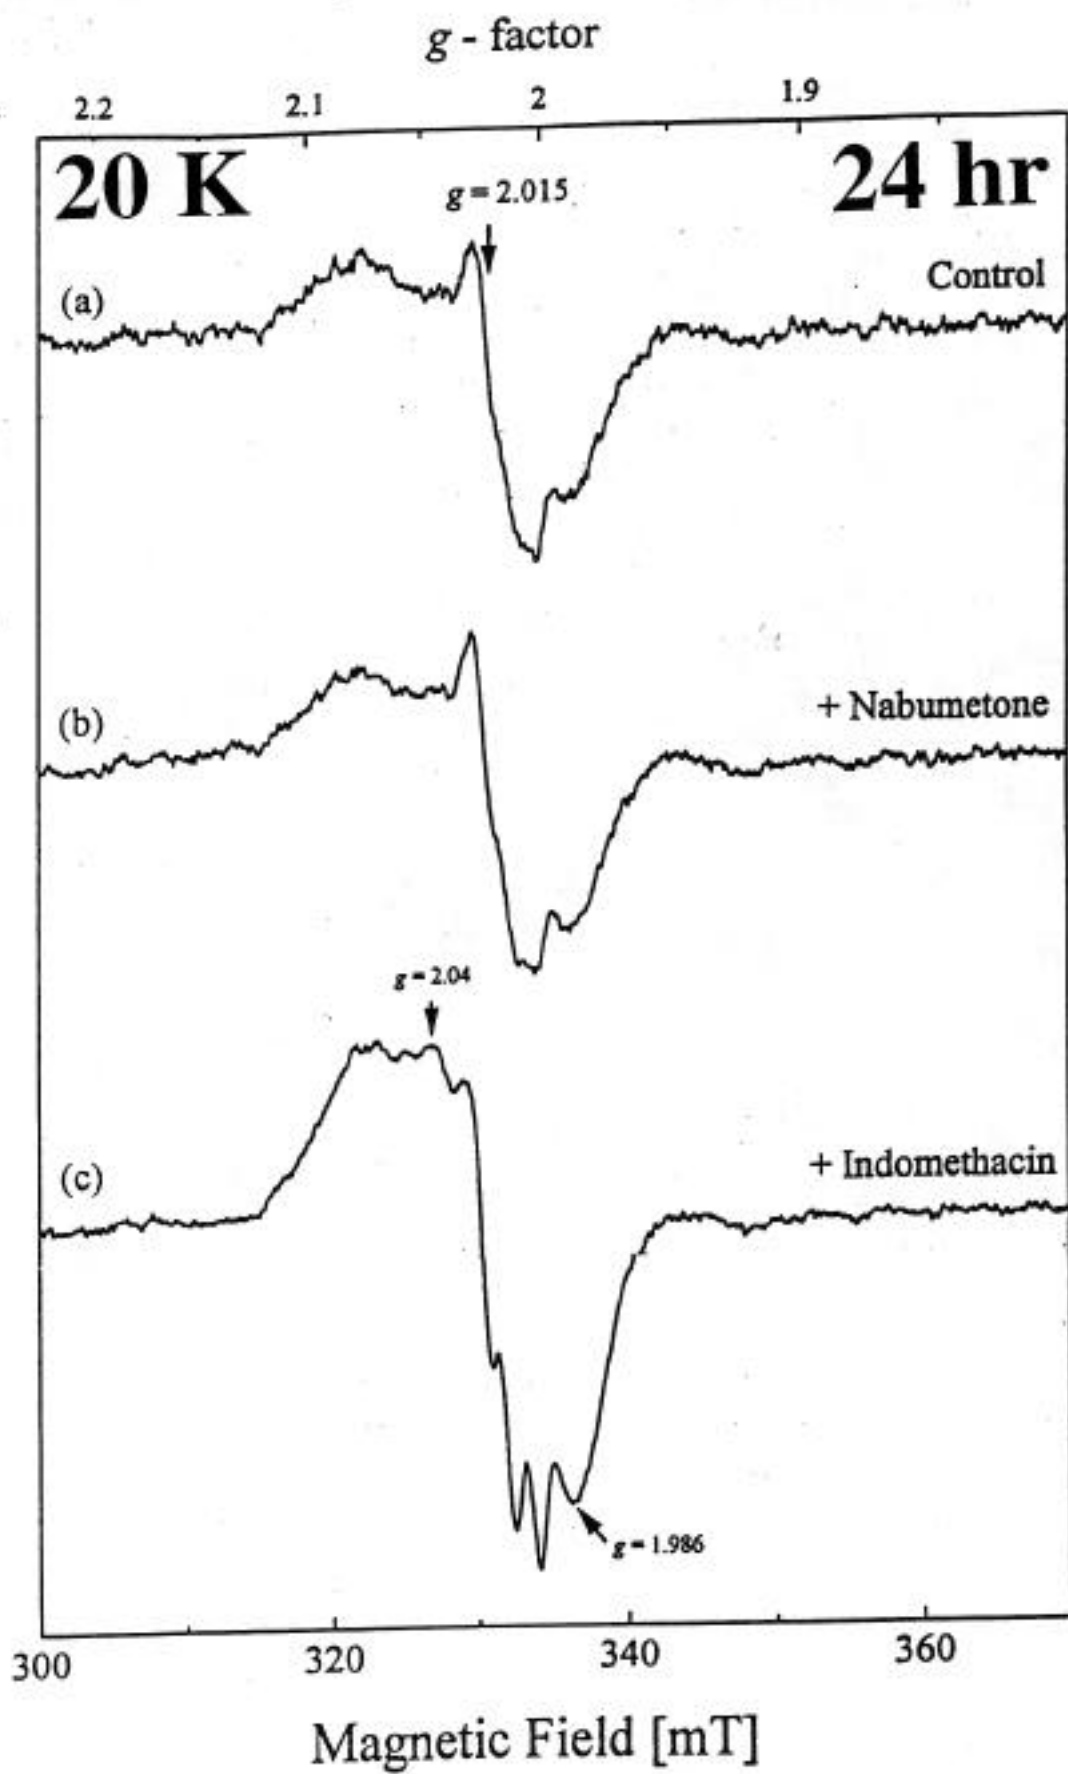 g - factor
2.2 2.1 2 1.9
20 K 24 hr
g = 2.015
Control
(a)
+ Nabumetone
(b)
g = 2.04
+ Indomethacin
(c)
g = 1.986
300 320 340 360
Magnetic Field [mT]